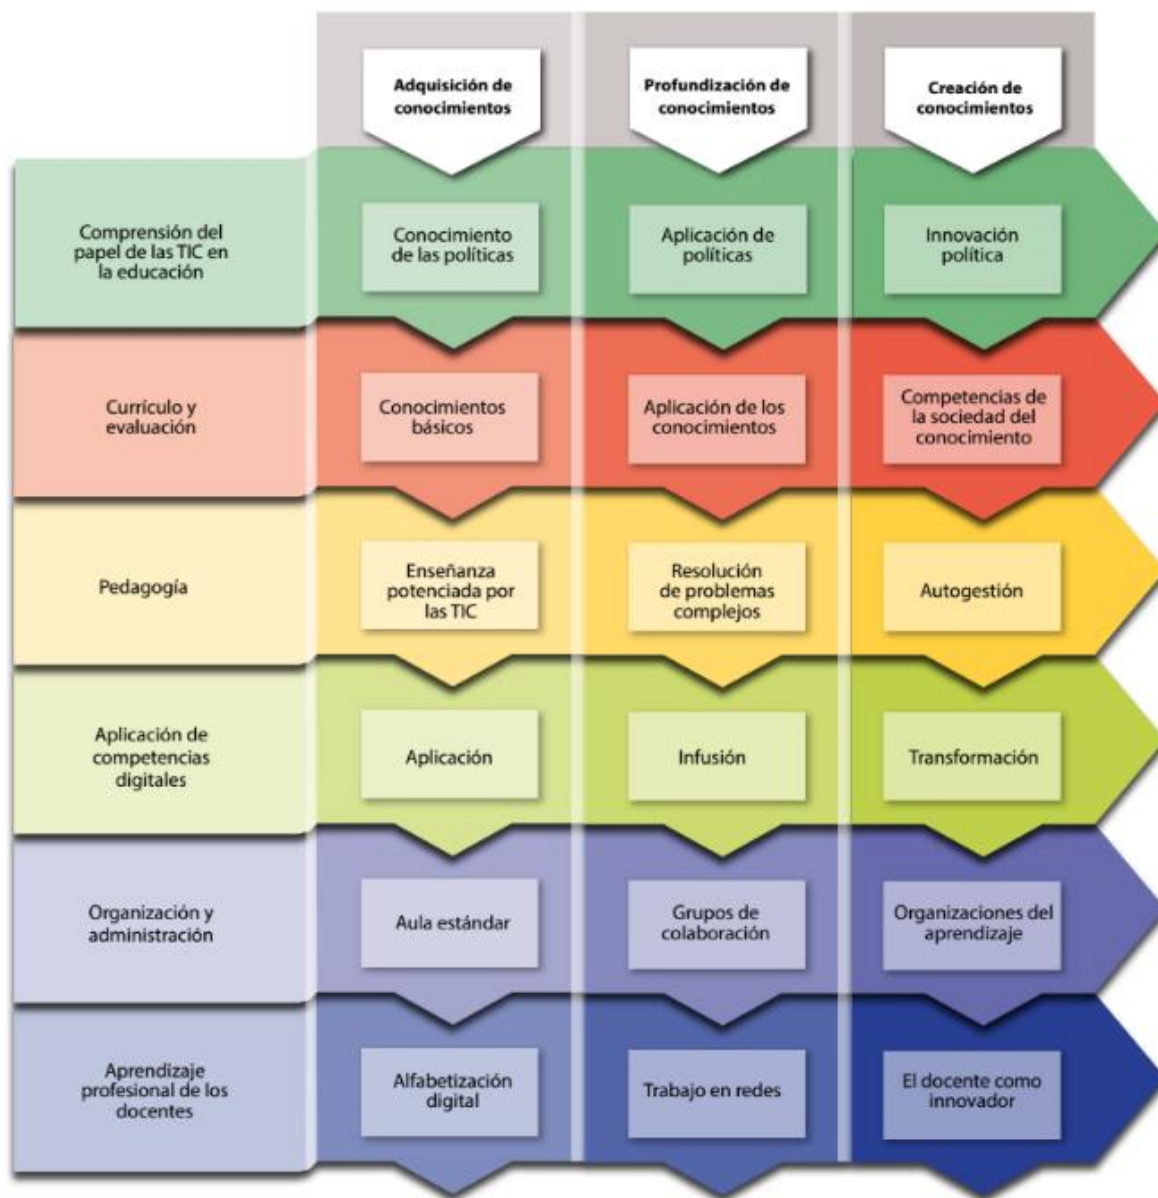 Adquisición de
conocimientos
Profundización de
conocimientos
Creación de
conocimientos
Comprensión del
papel de las TIC en
la educación
Conocimiento
de las políticas
Aplicación de
políticas
Innovación
política
Currículo y
evaluación
Conocimientos
básicos
Aplicación de los
conocimientos
Competencias de
la sociedad del
conocimiento
Pedagogía
Enseñanza
potenciada por
las TIC
Resolución
de problemas
complejos
Autogestión
Aplicación de
competencias
digitales
Aplicación
Infusión
Transformación
Organización y
administración
Aula estándar
Grupos de
colaboración
Organizaciones del
aprendizaje
Aprendizaje
profesional de los
docentes
Alfabetización
digital
Trabajo en redes
El docente como
innovador